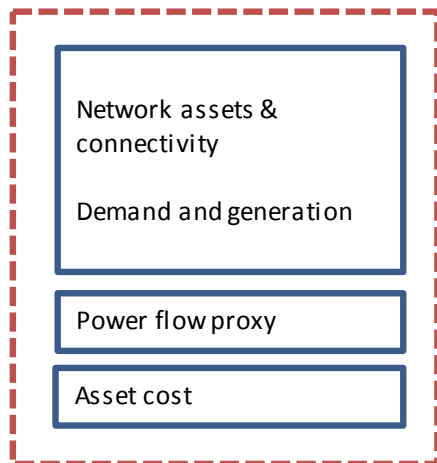 Network assets &
connectivity
Demand and generation
Power flow proxy
Asset cost